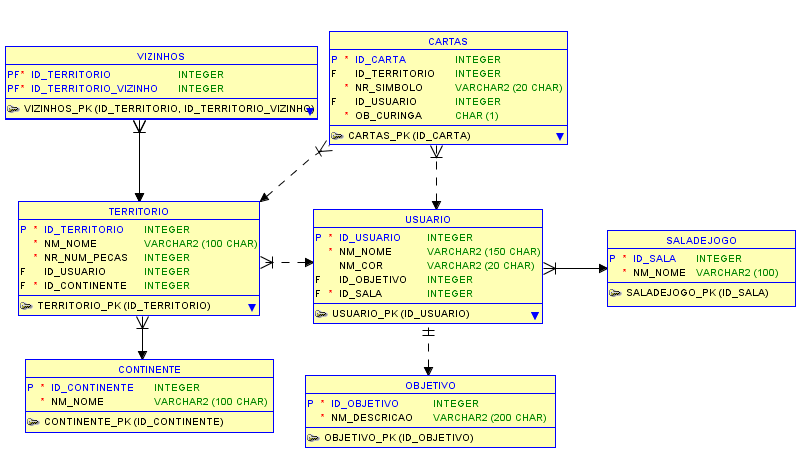 VIZINHOS
PF* ID_TERRITORIO INTEGER
PF* ID_TERRITORIO_VIZINHO INTEGER
VIZINHOS_PK (ID_TERRITORIO, ID_TERRITORIO_VIZINHO)
CARTAS
P * ID_CARTA INTEGER
F ID_TERRITORIO INTEGER
* NR_SIMBOLO VARCHAR2 (20 CHAR)
F ID_USUARIO INTEGER
* OB_CURINGA CHAR (1)
CARTAS_PK (ID_CARTA)
TERRITORIO
P * ID_TERRITORIO INTEGER
* NM_NOME VARCHAR2 (100 CHAR)
* NR_NUM_PECAS INTEGER
F ID_USUARIO INTEGER
F * ID_CONTINENTE INTEGER
TERRITORIO_PK (ID_TERRITORIO)
USUARIO
P * ID_USUARIO INTEGER
* NM_NOME VARCHAR2 (150 CHAR)
NM_COR VARCHAR2 (20 CHAR)
F ID_OBJETIVO INTEGER
F * ID_SALA INTEGER
USUARIO_PK (ID_USUARIO)
SALADEJOGO
P * ID_SALA INTEGER
* NM_NOME VARCHAR2 (100)
SALADEJOGO_PK (ID_SALA)
CONTINENTE
P * ID_CONTINENTE INTEGER
* NM_NOME VARCHAR2 (100 CHAR)
CONTINENTE_PK (ID_CONTINENTE)
OBJETIVO
P * ID_OBJETIVO INTEGER
* NM_DESCRICAO VARCHAR2 (200 CHAR)
OBJETIVO_PK (ID_OBJETIVO)